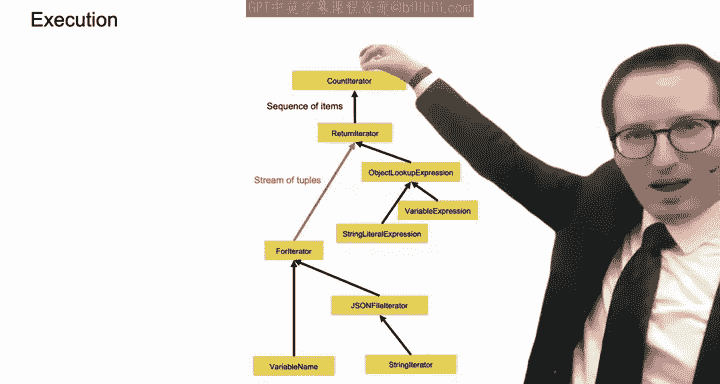 GPT中英字幕课程资源@bilibili.com
Execution
CountIterator
Sequence of items
ReturnIterator
ObjectLookupExpression
Stream of tuples
VariableExpression
StringLiteralExpression
ForIterator
JSONFileIterator
VariableName
StringIterator